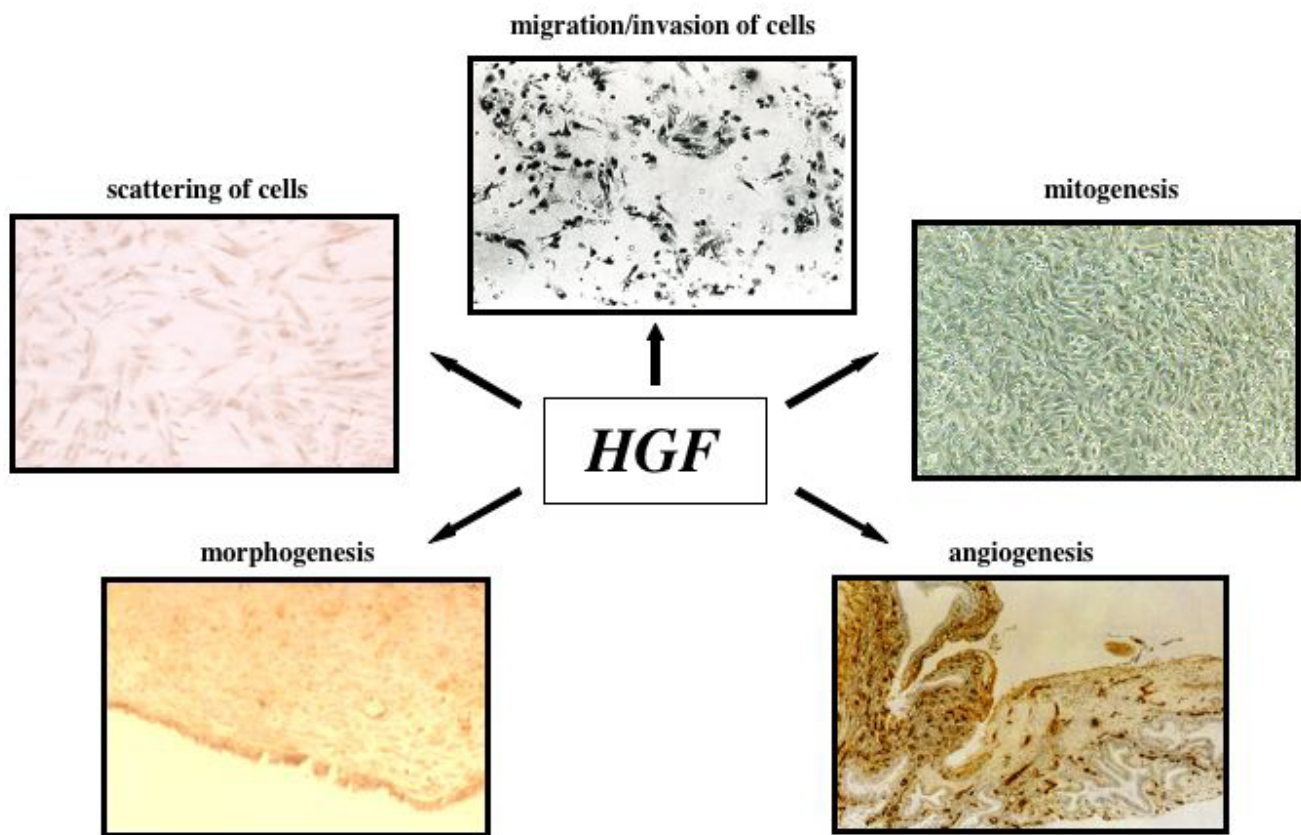 migration/invasion of cells
scattering of cells
mitogenesis
HGF
morphogenesis
angiogenesis